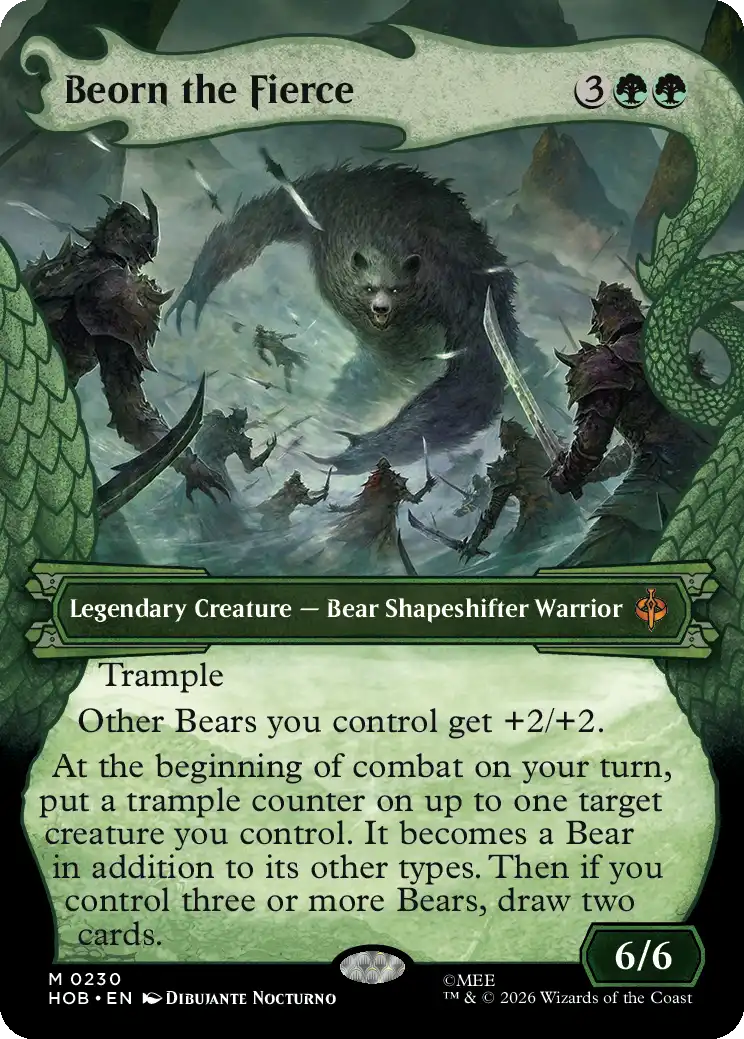 Beorn the Fierce
3
Legendary Creature — Bear Shapeshifter Warrior
Trample
Other Bears you control get +2/+2.
At the beginning of combat on your turn,
put a trample counter on up to one target
creature you control. It becomes a Bear
in addition to its other types. Then if you
control three or more Bears, draw two
cards.
6/6
M 0230
HOB • EN Dibujante Nocturno
©MEE
™ & © 2026 Wizards of the Coast